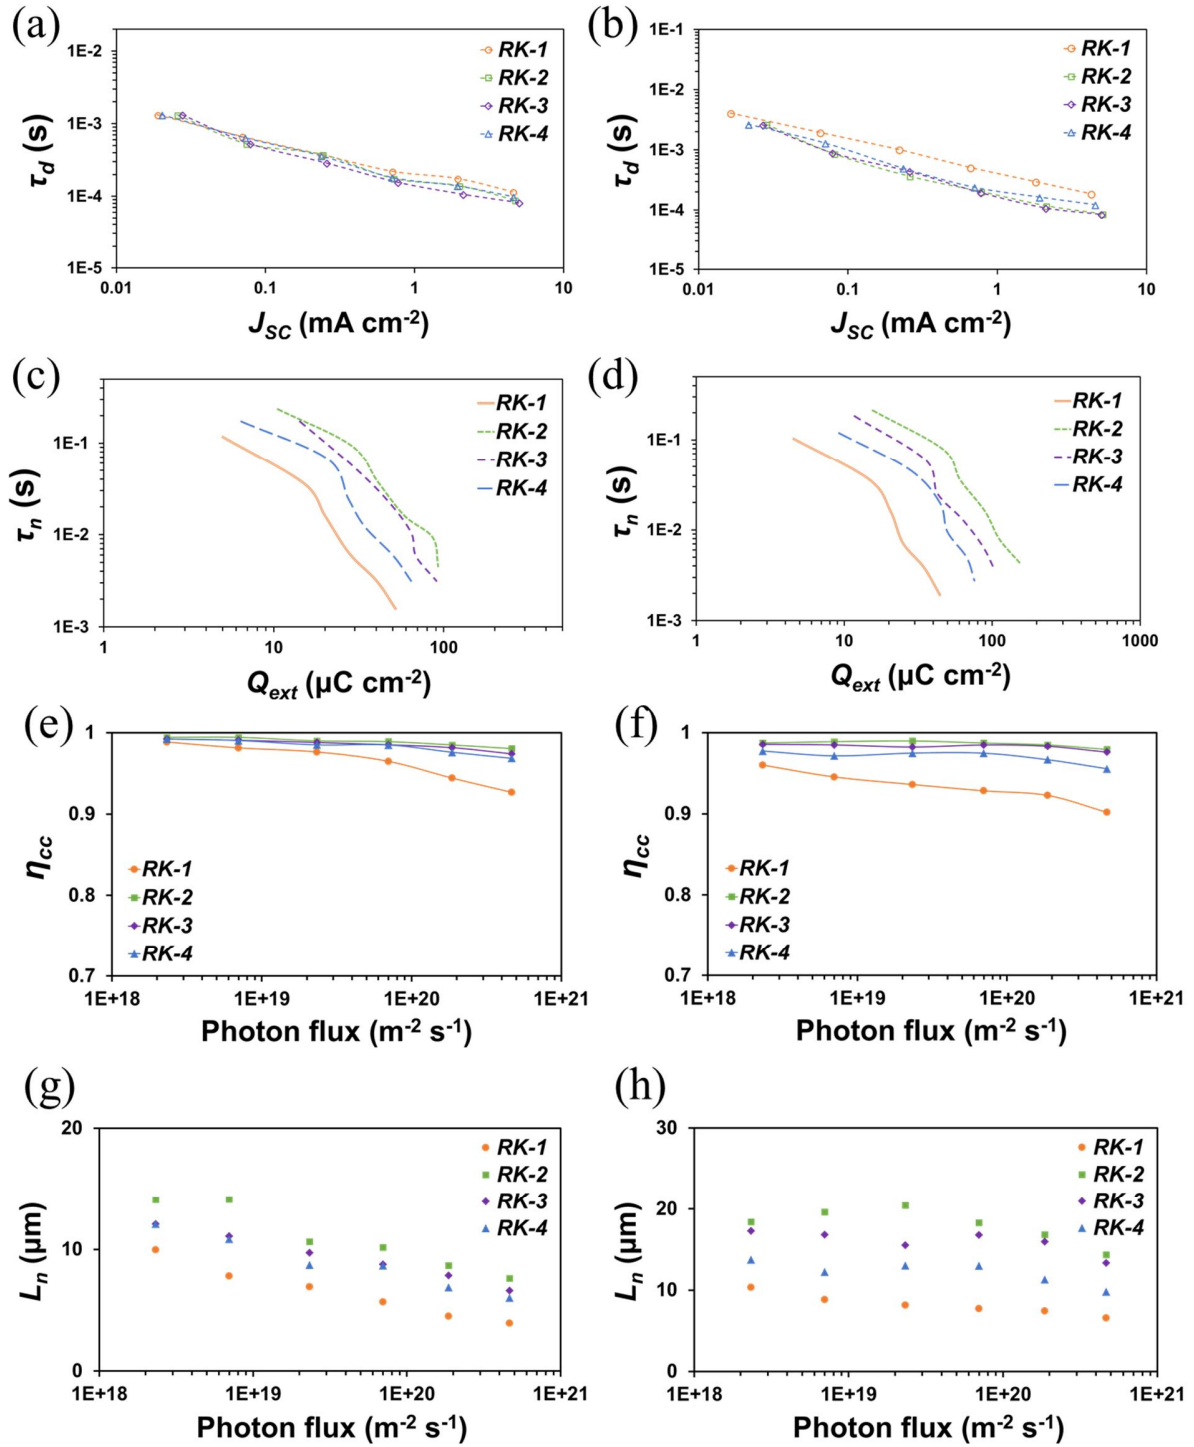 (a)
1E-2
1E-3
1E-4
1E-5
τd (s)
0.01 0.1 1 10
JSC (mA cm-2)
RK-1
RK-2
RK-3
RK-4
(b)
1E-1
1E-2
1E-3
1E-4
1E-5
τd (s)
0.01 0.1 1 10
JSC (mA cm-2)
RK-1
RK-2
RK-3
RK-4
(c)
1E-1
1E-2
1E-3
τn (s)
1 10 100
Qext (µC cm-2)
RK-1
RK-2
RK-3
RK-4
(d)
1E-1
1E-2
1E-3
τn (s)
1 10 100 1000
Qext (µC cm-2)
RK-1
RK-2
RK-3
RK-4
(e)
1
0.9
0.8
0.7
ηcc
RK-1
RK-2
RK-3
RK-4
1E+18 1E+19 1E+20 1E+21
Photon flux (m-2 s-1)
(f)
1
0.9
0.8
0.7
ηcc
RK-1
RK-2
RK-3
RK-4
1E+18 1E+19 1E+20 1E+21
Photon flux (m-2 s-1)
(g)
20
10
0
Ln (µm)
RK-1
RK-2
RK-3
RK-4
1E+18 1E+19 1E+20 1E+21
Photon flux (m-2 s-1)
(h)
30
20
10
0
Ln (µm)
RK-1
RK-2
RK-3
RK-4
1E+18 1E+19 1E+20 1E+21
Photon flux (m-2 s-1)